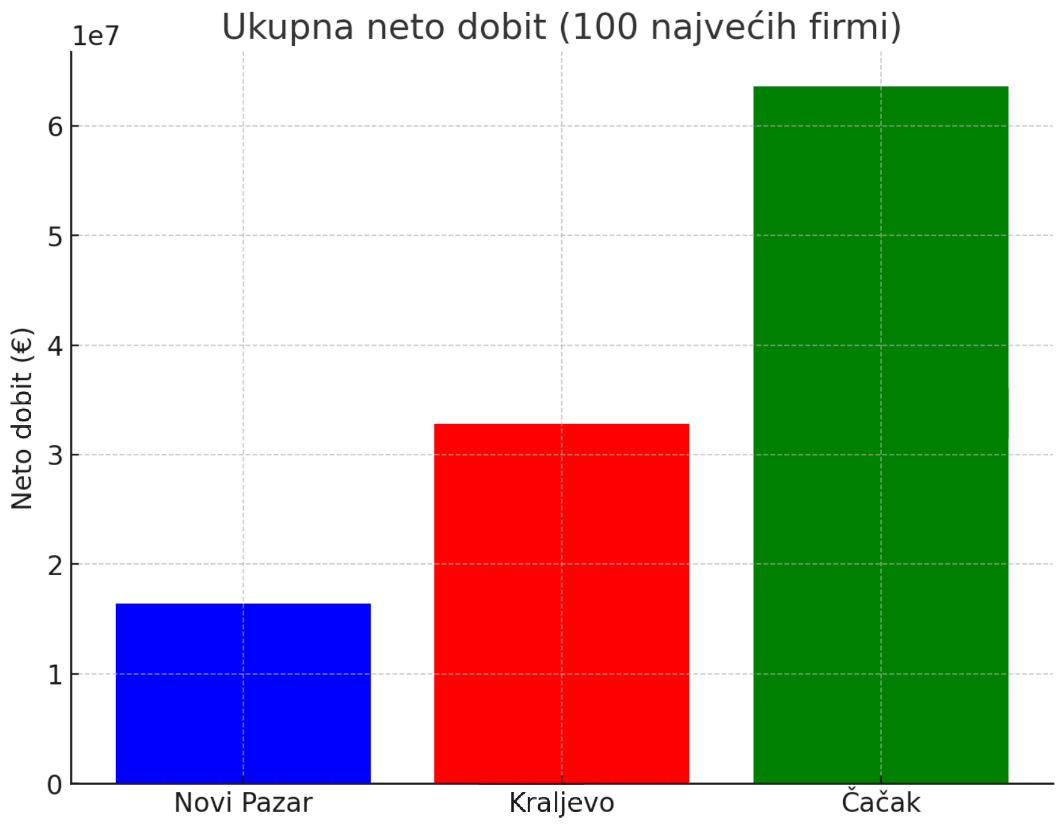 Ukupna neto dobit (100 najvećih firmi)
1e7
6
5
4
3
2
1
0
Neto dobit (€)
Novi Pazar
Kraljevo
Čačak